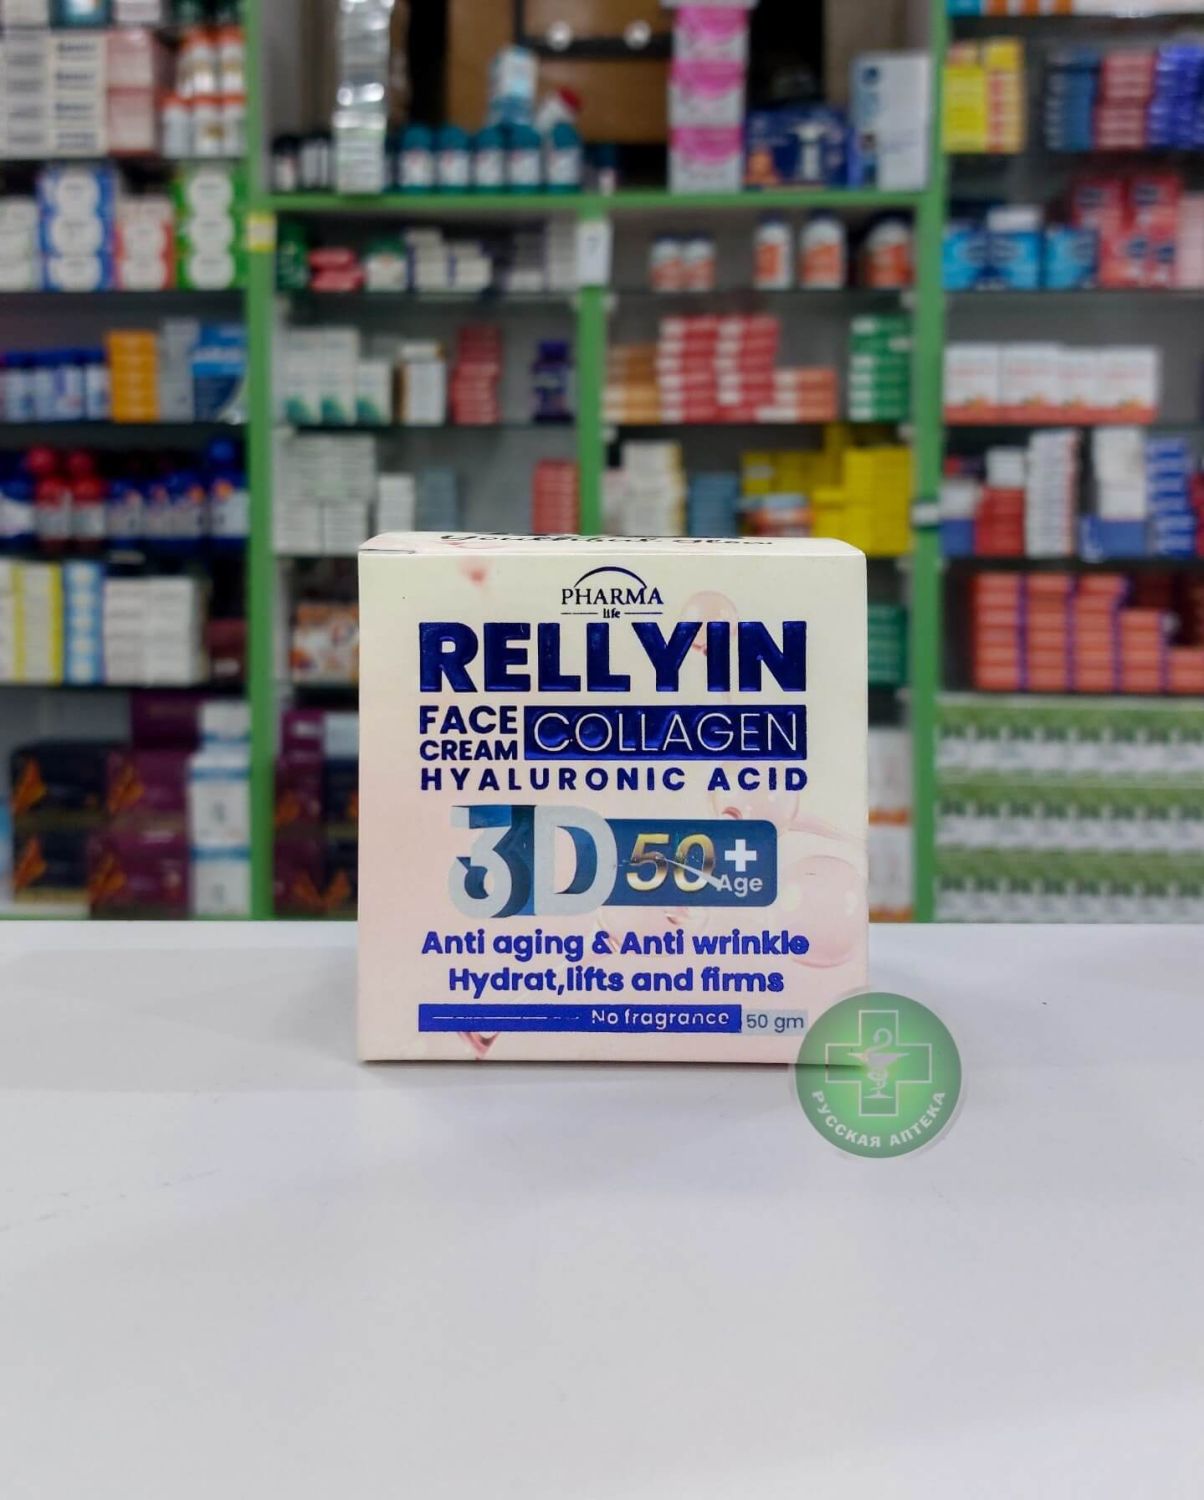 PHARMA
life
RELLYIN
FACE
CREAM
COLLAGEN
HYALURONIC ACID
3D
50+
Age
Anti aging & Anti wrinkle
Hydrat,lifts and firms
No fragrance
50 gm
РУССКАЯ АПТЕКА